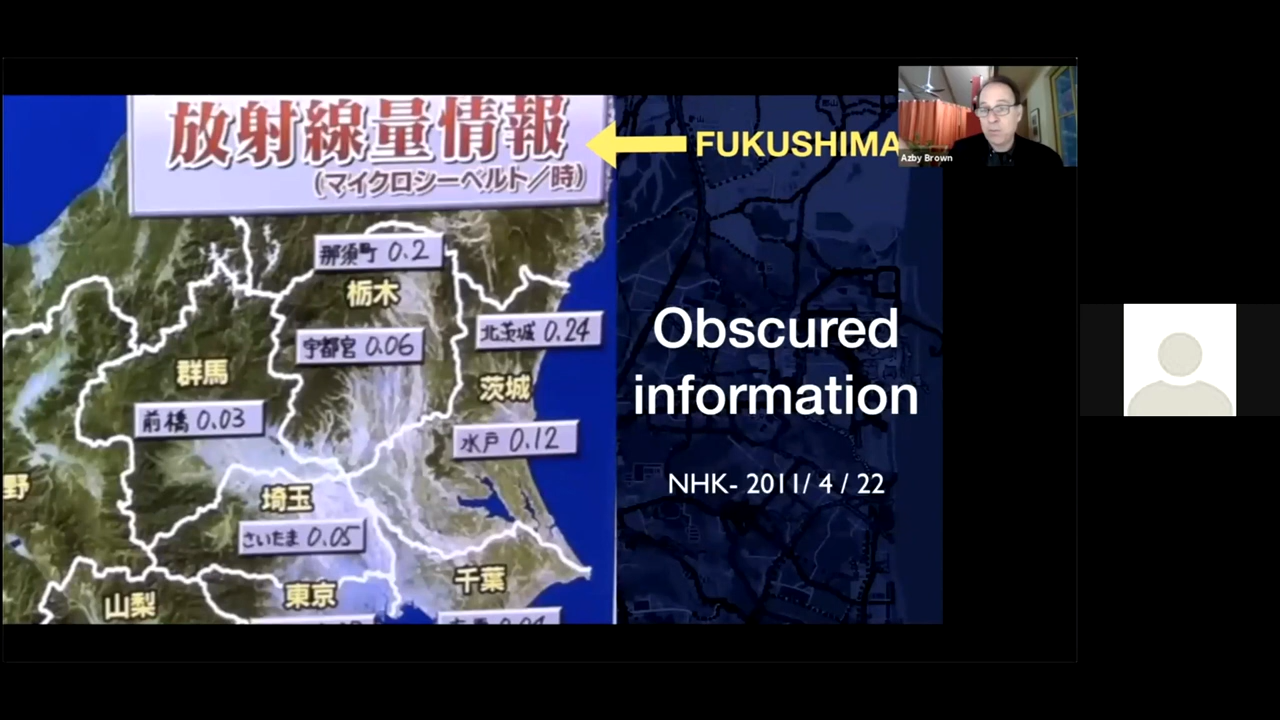 放射線量情報
(マイクロシーベルト/時)
FUKUSHIMA
Azby Brown
那須町 0.2
栃木
北茨城 0.24
宇都宮 0.06
群馬
茨城
前橋 0.03
水戸 0.12
野
埼玉
さいたま 0.05
千葉
東京
山梨
Obscured
information
NHK- 2011/ 4 / 22